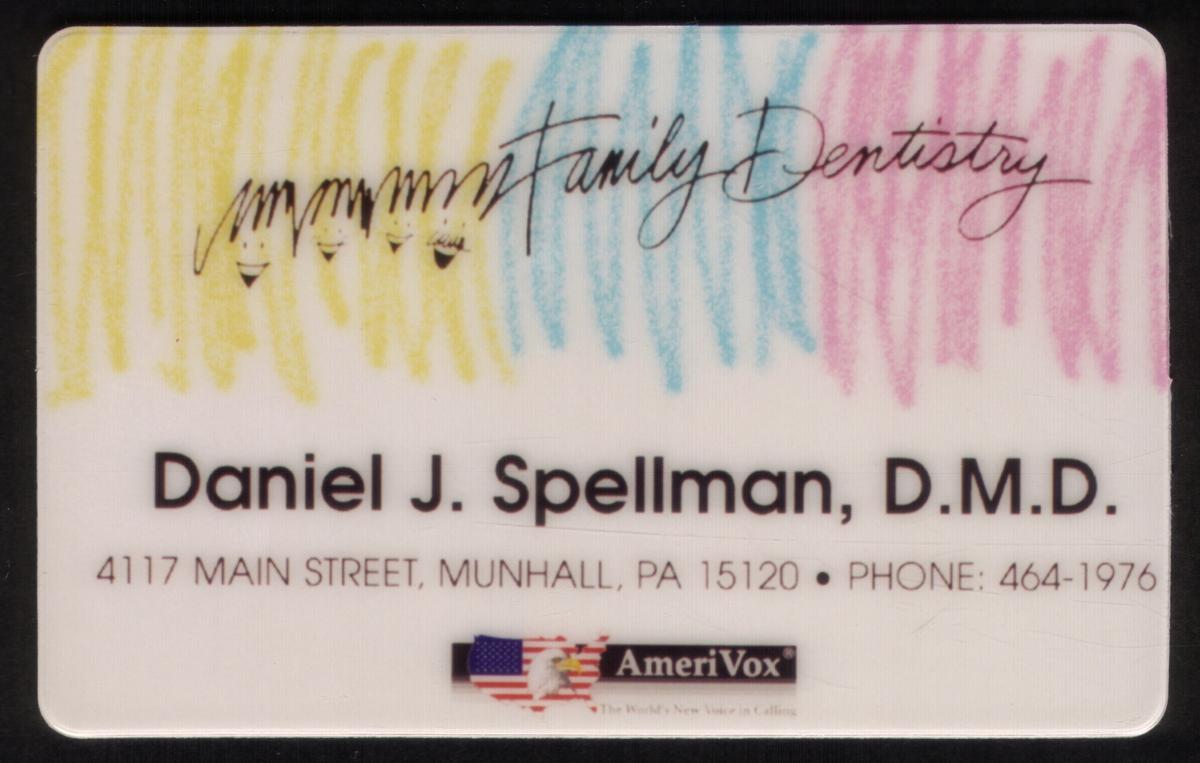 Family Dentistry
Daniel J. Spellman, D.M.D.
4117 MAIN STREET, MUNHALL, PA 15120 • PHONE: 464-1976
AmeriVox®
The World's New Voice in Calling